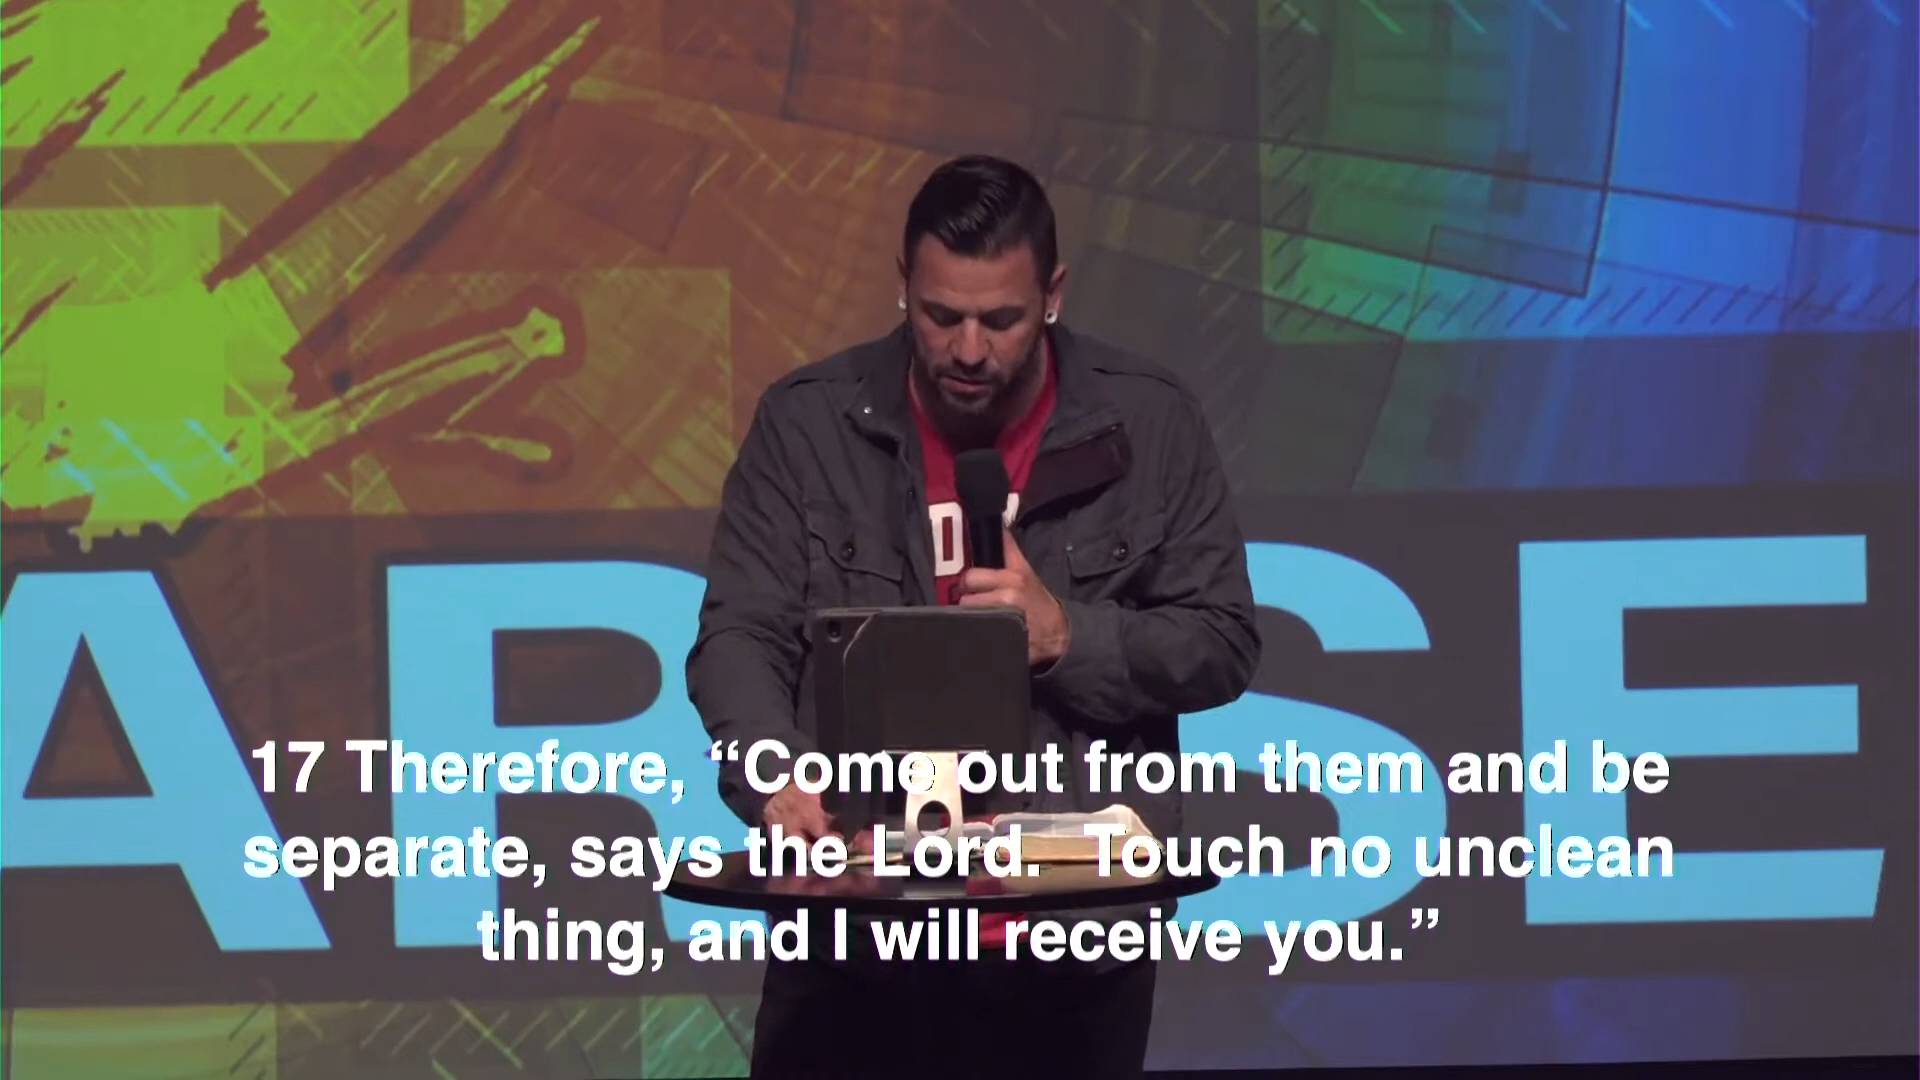 ARISE
17 Therefore, “Come out from them and be
separate, says the Lord.  Touch no unclean
thing, and I will receive you.”